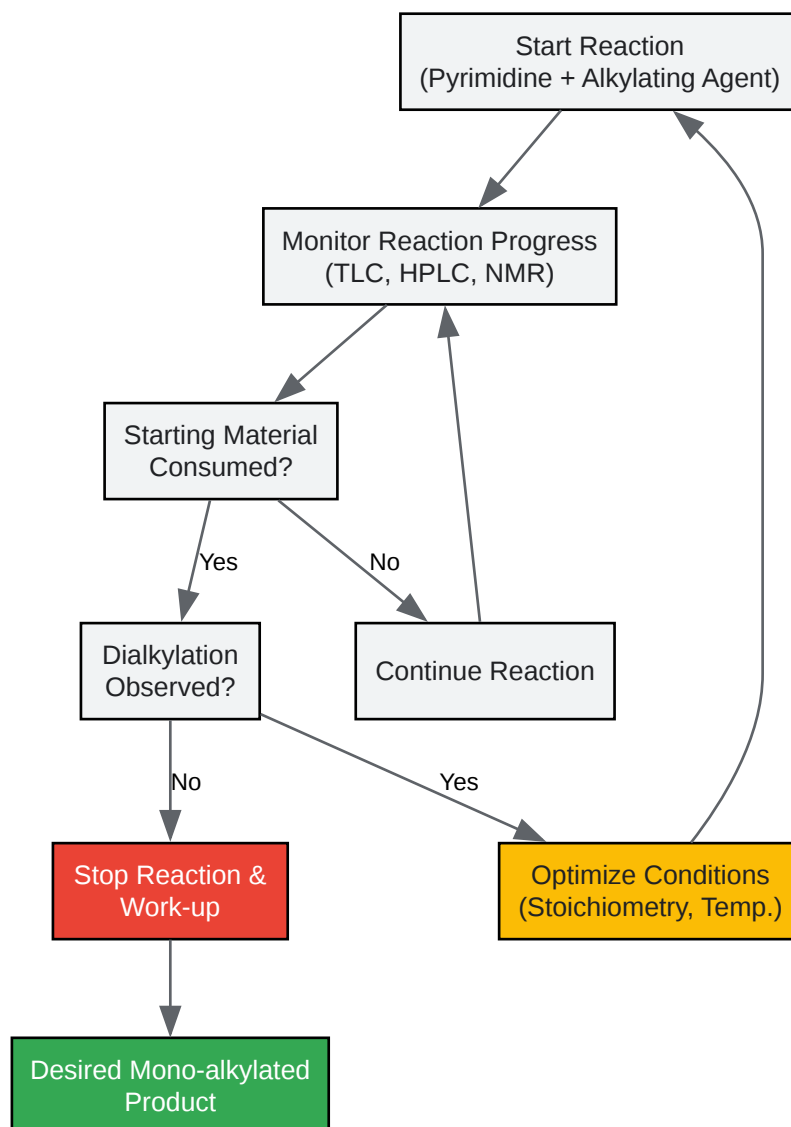 Start Reaction
(Pyrimidine + Alkylating Agent)
Monitor Reaction Progress
(TLC, HPLC, NMR)
Starting Material
Consumed?
Yes
No
Dialkylation
Observed?
Continue Reaction
No
Yes
Stop Reaction &
Work-up
Optimize Conditions
(Stoichiometry, Temp.)
Desired Mono-alkylated
Product